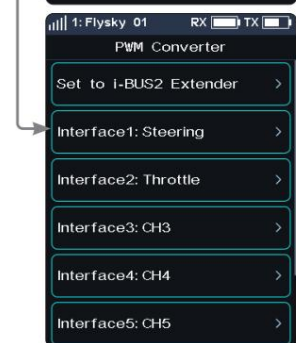 1: Flysky 01 RX TX
PWM Converter
Set to i-BUS2 Extender
Interface1: Steering
Interface2: Throttle
Interface3: CH3
Interface4: CH4
Interface5: CH5